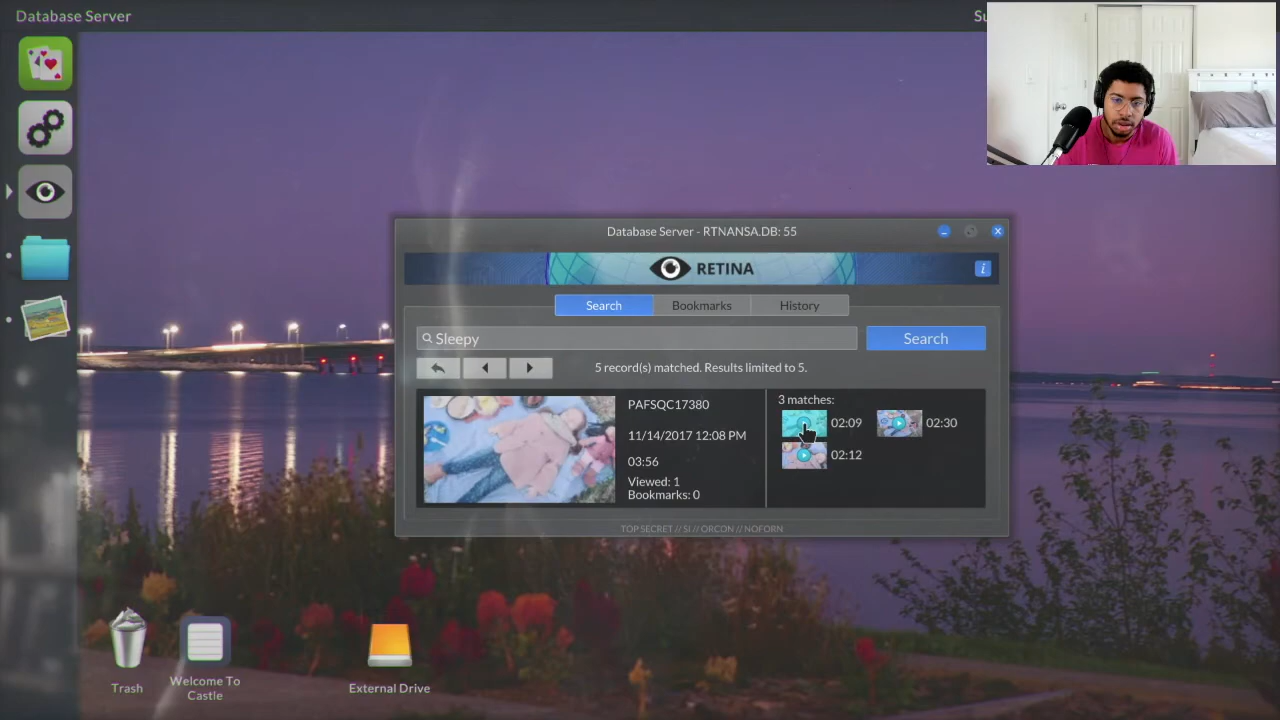 Database Server
Su
Database Server - RTNANSA.DB: 55
RETINA
i
Search
Bookmarks
History
Sleepy
Search
5 record(s) matched. Results limited to 5.
PAFSQC17380
11/14/2017 12:08 PM
03:56
Viewed: 1
Bookmarks: 0
3 matches:
02:09
02:30
02:12
TOP SECRET // SI // ORCON // NOFORN
Trash
Welcome To
Castle
External Drive